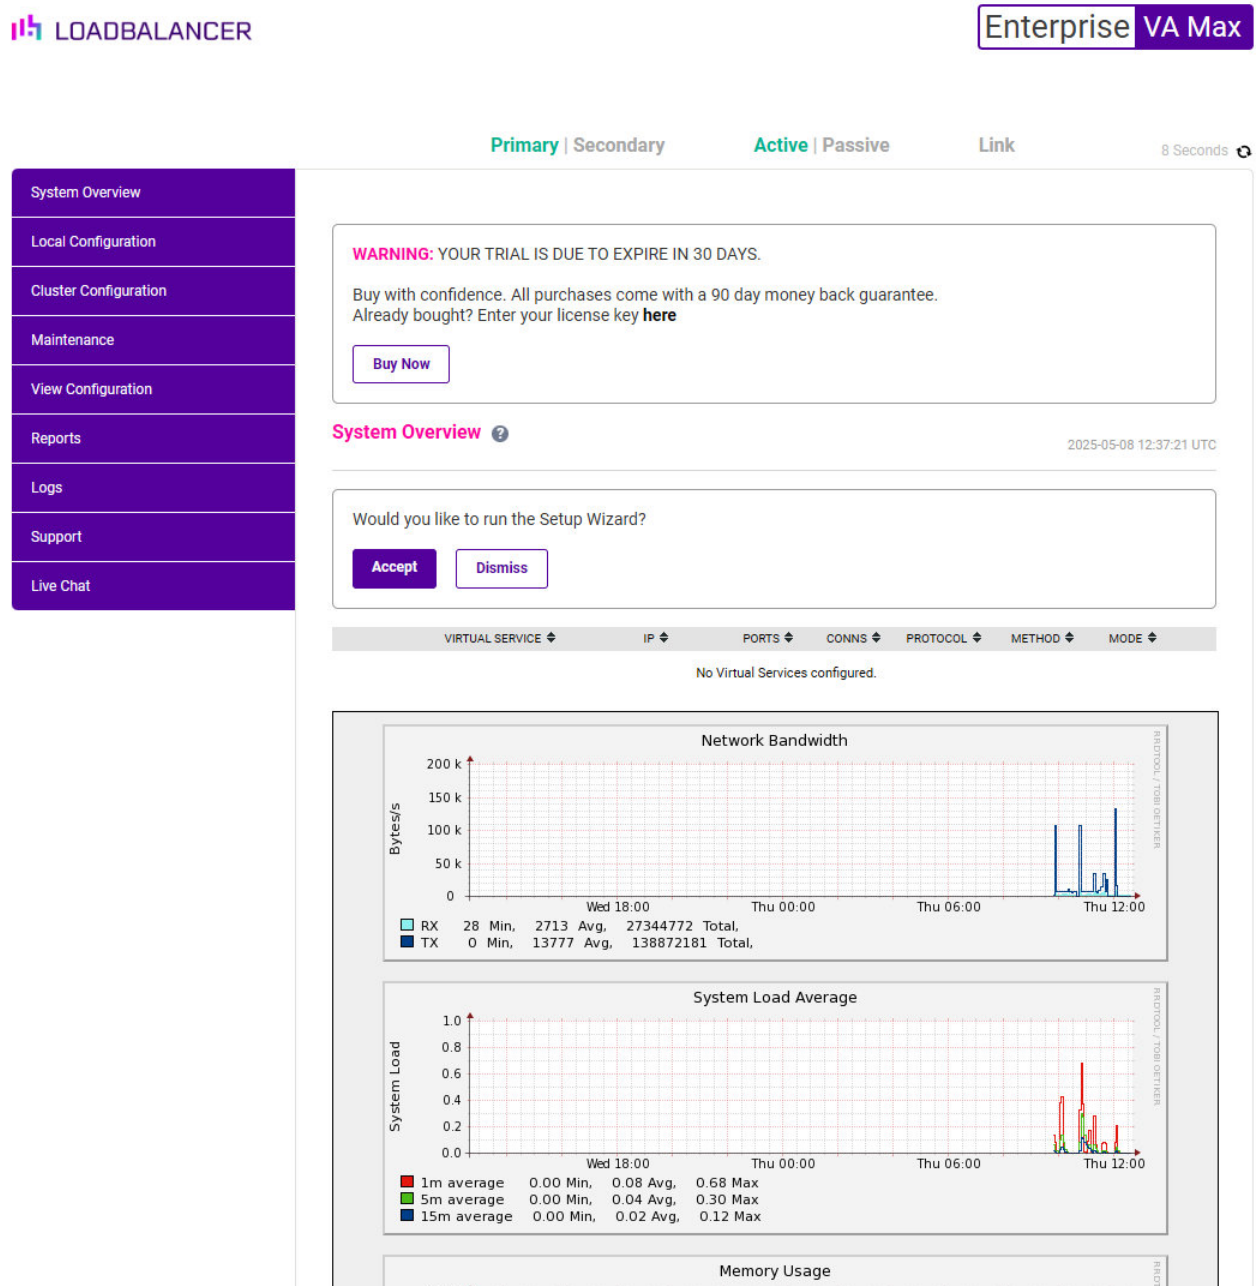 LOADBALANCER
Enterprise VA Max
Primary | Secondary Active | Passive Link 8 Seconds
System Overview
Local Configuration
Cluster Configuration
Maintenance
View Configuration
Reports
Logs
Support
Live Chat
WARNING: YOUR TRIAL IS DUE TO EXPIRE IN 30 DAYS.
Buy with confidence. All purchases come with a 90 day money back guarantee.
Already bought? Enter your license key here
Buy Now
System Overview ?
2025-05-08 12:37:21 UTC
Would you like to run the Setup Wizard?
Accept Dismiss
VIRTUAL SERVICE IP PORTS CONNS PROTOCOL METHOD MODE
No Virtual Services configured.
Network Bandwidth
RRDTOOL / TOBI OETIKER
Bytes/s
200 k
150 k
100 k
50 k
0
Wed 18:00 Thu 00:00 Thu 06:00 Thu 12:00
RX 28 Min, 2713 Avg, 27344772 Total,
TX 0 Min, 13777 Avg, 138872181 Total,
System Load Average
RRDTOOL / TOBI OETIKER
System Load
1.0
0.8
0.6
0.4
0.2
0.0
Wed 18:00 Thu 00:00 Thu 06:00 Thu 12:00
1m average 0.00 Min, 0.08 Avg, 0.68 Max
5m average 0.00 Min, 0.04 Avg, 0.30 Max
15m average 0.00 Min, 0.02 Avg, 0.12 Max
Memory Usage